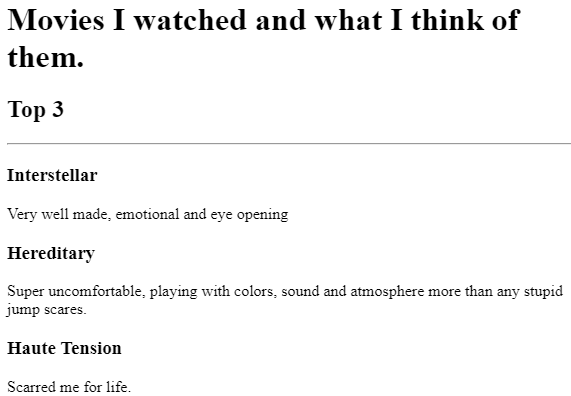 Movies I watched and what I think of
them.
Top 3
Interstellar
Very well made, emotional and eye opening
Hereditary
Super uncomfortable, playing with colors, sound and atmosphere more than any stupid
jump scares.
Haute Tension
Scarred me for life.